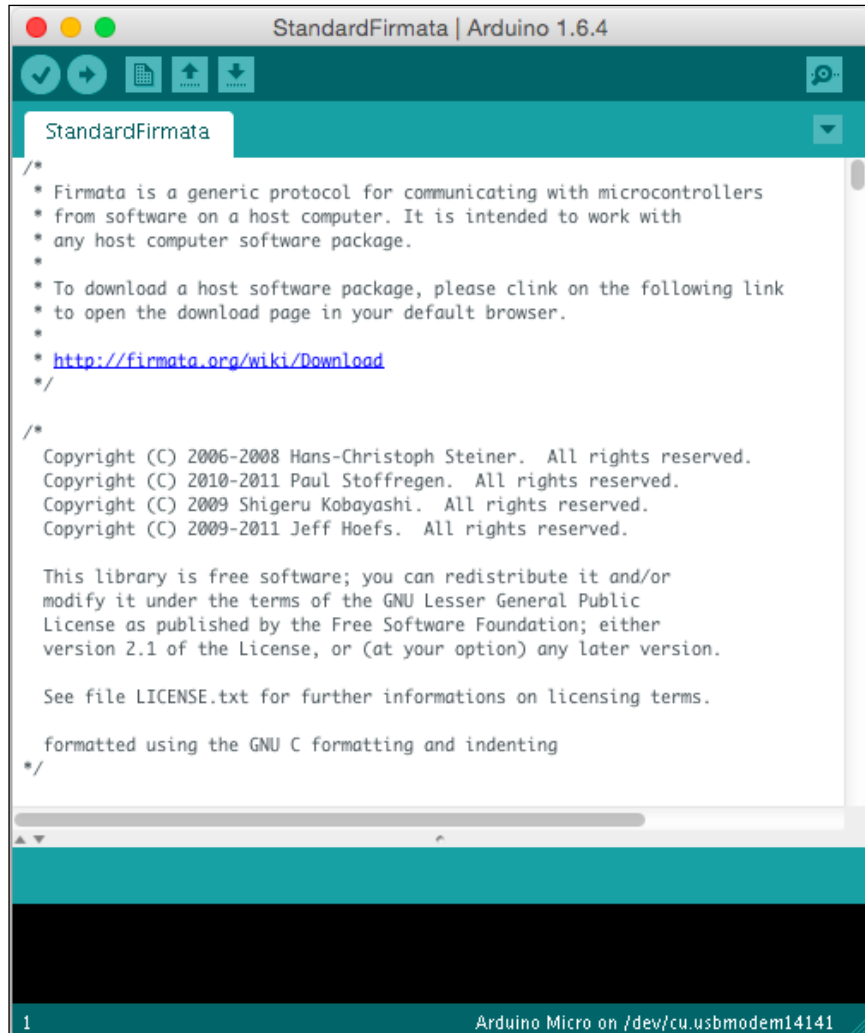 StandardFirmata | Arduino 1.6.4
StandardFirmata
/*
 * Firmata is a generic protocol for communicating with microcontrollers
 * from software on a host computer. It is intended to work with
 * any host computer software package.
 *
 * To download a host software package, please clink on the following link
 * to open the download page in your default browser.
 *
 * http://firmata.org/wiki/Download
 */
/*
  Copyright (C) 2006-2008 Hans-Christoph Steiner.  All rights reserved.
  Copyright (C) 2010-2011 Paul Stoffregen.  All rights reserved.
  Copyright (C) 2009 Shigeru Kobayashi.  All rights reserved.
  Copyright (C) 2009-2011 Jeff Hoefs.  All rights reserved.
  This library is free software; you can redistribute it and/or
  modify it under the terms of the GNU Lesser General Public
  License as published by the Free Software Foundation; either
  version 2.1 of the License, or (at your option) any later version.
  See file LICENSE.txt for further informations on licensing terms.
  formatted using the GNU C formatting and indenting
*/
1 Arduino Micro on /dev/cu.usbmodem14141